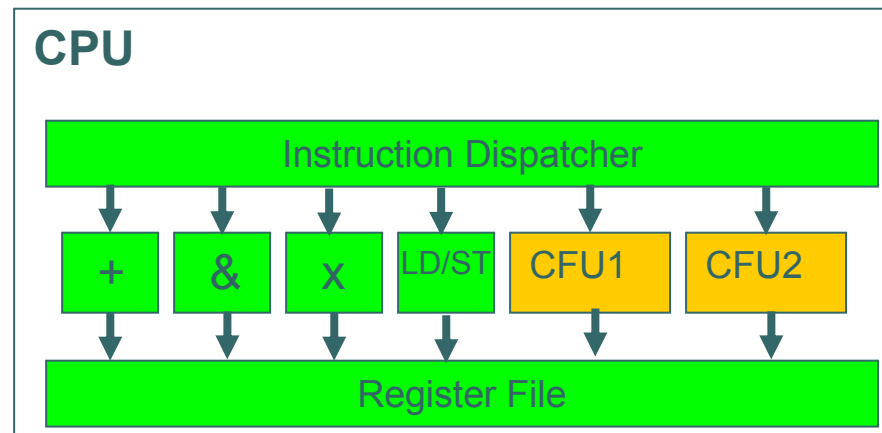 CPU
Instruction Dispatcher
+ & x LD/ST CFU1 CFU2
Register File